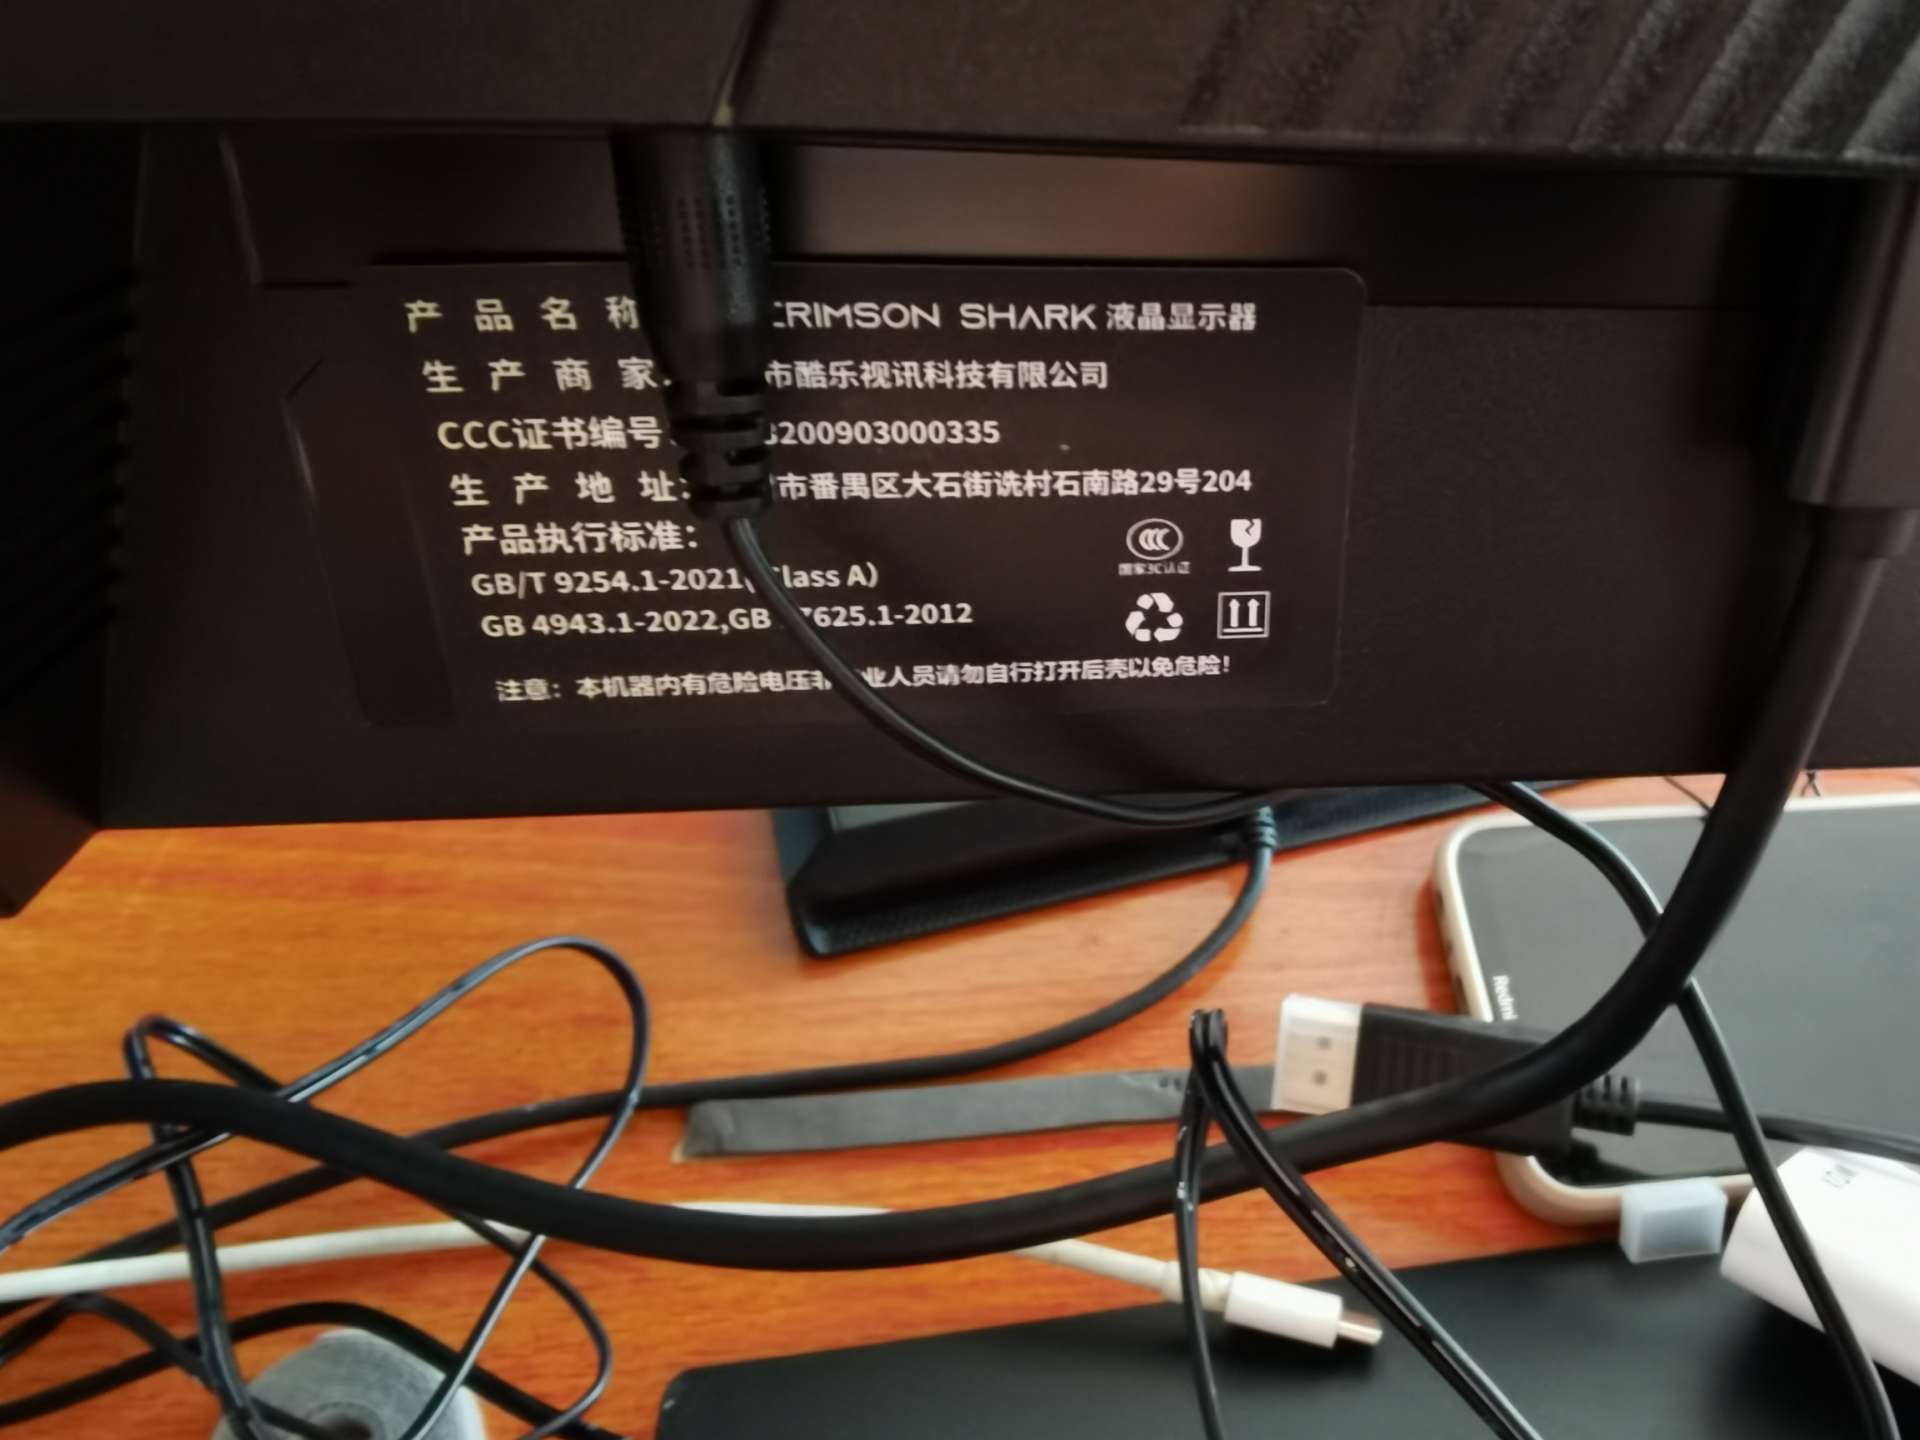 产品名称 CRIMSON SHARK 液晶显示器
生产商家: 市酷乐视讯科技有限公司
CCC证书编号 200903000335
生产地址: 市番禺区大石街诜村石南路29号204
产品执行标准:
GB/T 9254.1-2021(Class A)
GB 4943.1-2022,GB 7625.1-2012
国家3C认证
注意: 本机器内有危险电压非 业人员请勿自行打开后壳以免危险!
Redmi